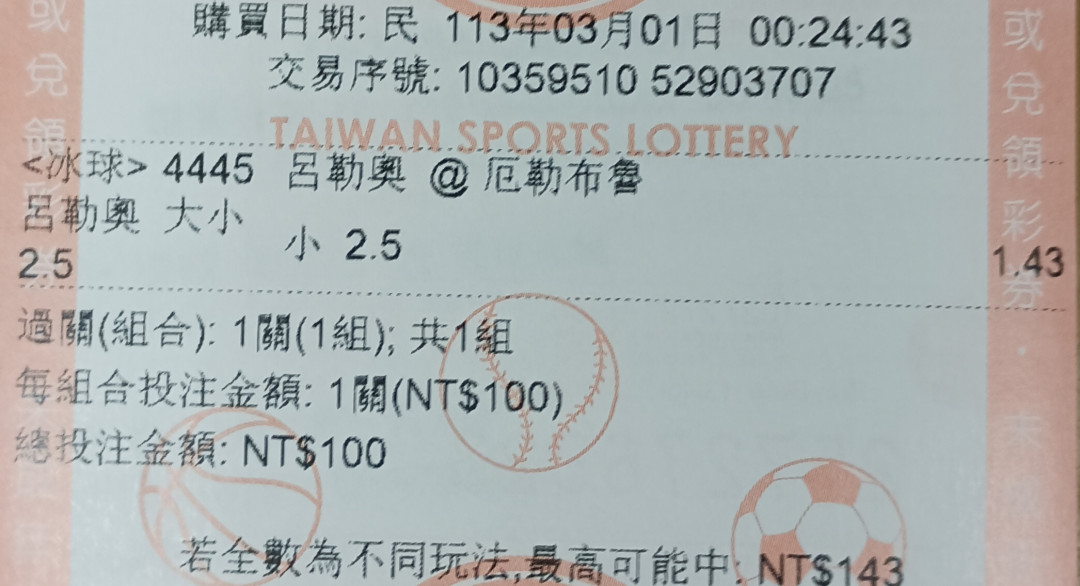 購買日期: 民 113年03月01日 00:24:43
交易序號: 10359510 52903707
TAIWAN SPORTS LOTTERY
<冰球> 4445 呂勒奧 @ 厄勒布魯
呂勒奧 大小
2.5
小 2.5
1.43
過關(組合): 1關(1組); 共1組
每組合投注金額: 1關(NT$100)
總投注金額: NT$100
若全數為不同玩法,最高可能中: NT$143
或兌領彩券